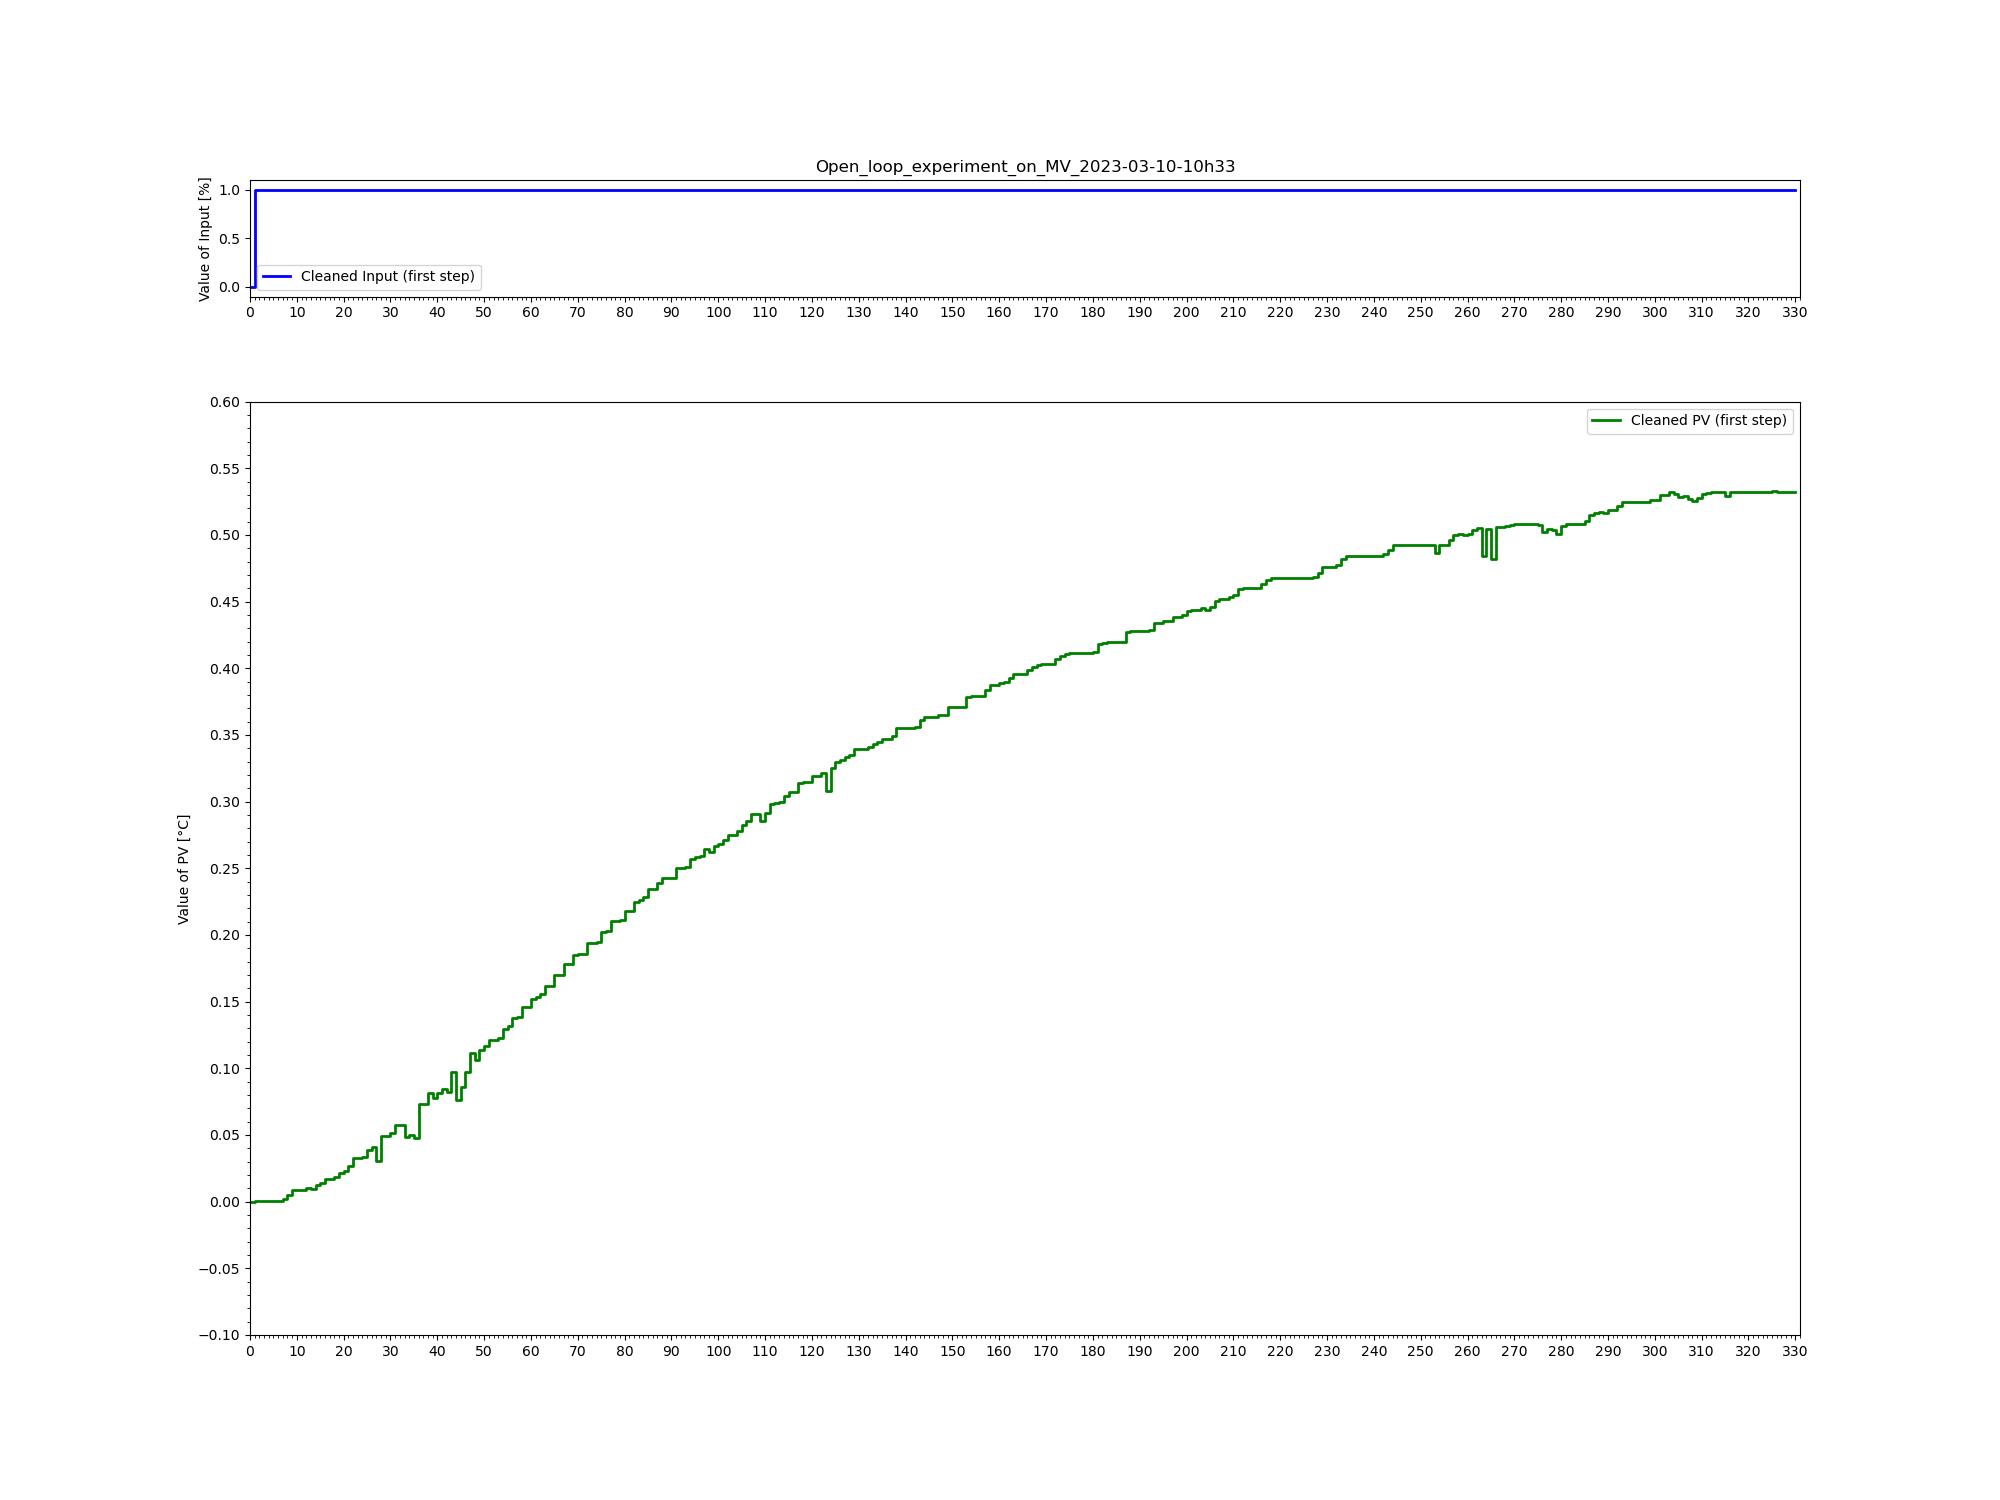 Open_loop_experiment_on_MV_2023-03-10-10h33
Value of Input [%]
1.0
0.5
0.0
Cleaned Input (first step)
0 10 20 30 40 50 60 70 80 90 100 110 120 130 140 150 160 170 180 190 200 210 220 230 240 250 260 270 280 290 300 310 320 330
Value of PV [°C]
0.60
0.55
0.50
0.45
0.40
0.35
0.30
0.25
0.20
0.15
0.10
0.05
0.00
−0.05
−0.10
Cleaned PV (first step)
0 10 20 30 40 50 60 70 80 90 100 110 120 130 140 150 160 170 180 190 200 210 220 230 240 250 260 270 280 290 300 310 320 330